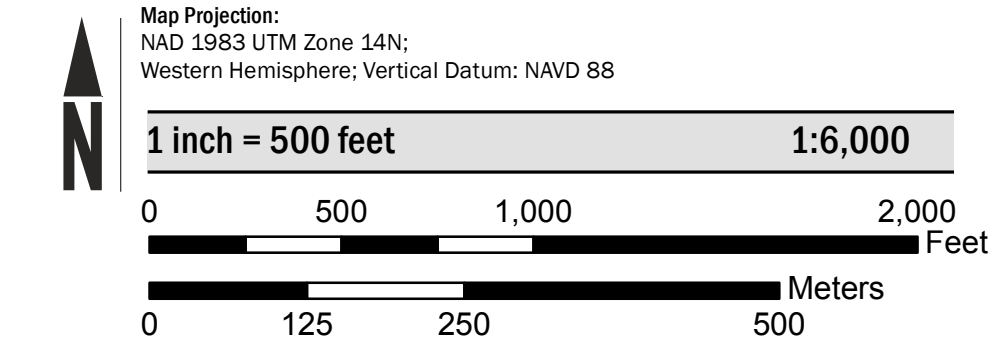 Map Projection:
NAD 1983 UTM Zone 14N;
Western Hemisphere; Vertical Datum: NAVD 88
N
1 inch = 500 feet 1:6,000
0 500 1,000 2,000
Feet
Meters
0 125 250 500